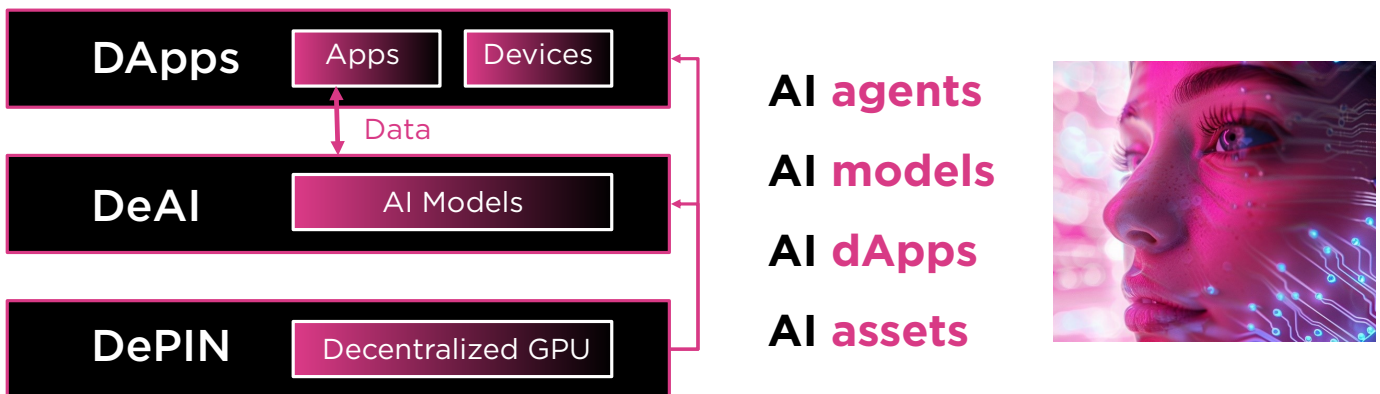 DApps
Apps
Devices
Data
DeAI
AI Models
DePIN
Decentralized GPU
AI agents
AI models
AI dApps
AI assets